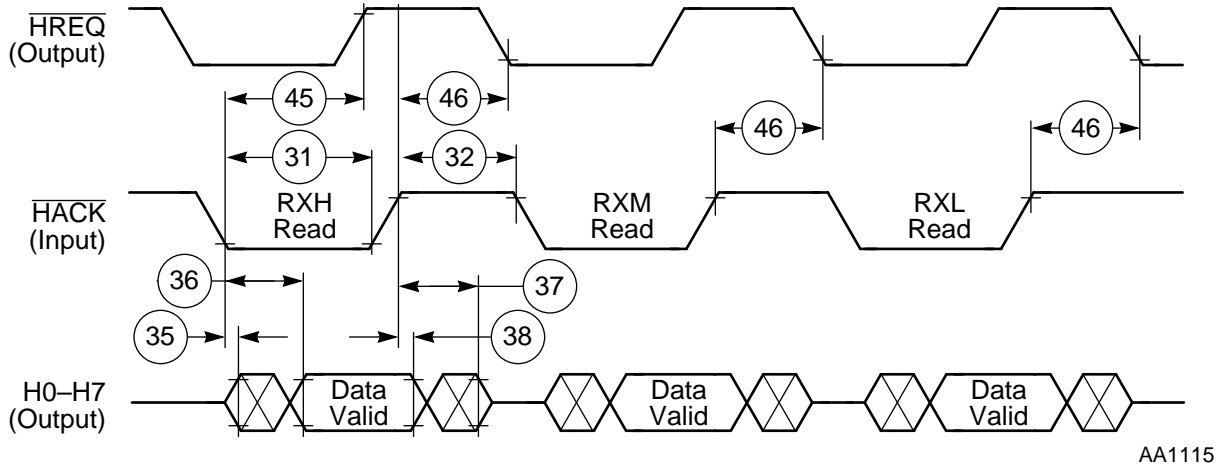 HREQ
(Output)
45
46
46
46
31
32
HACK
(Input)
RXH
Read
RXM
Read
RXL
Read
36
37
35
38
H0–H7
(Output)
Data
Valid
Data
Valid
Data
Valid
AA1115